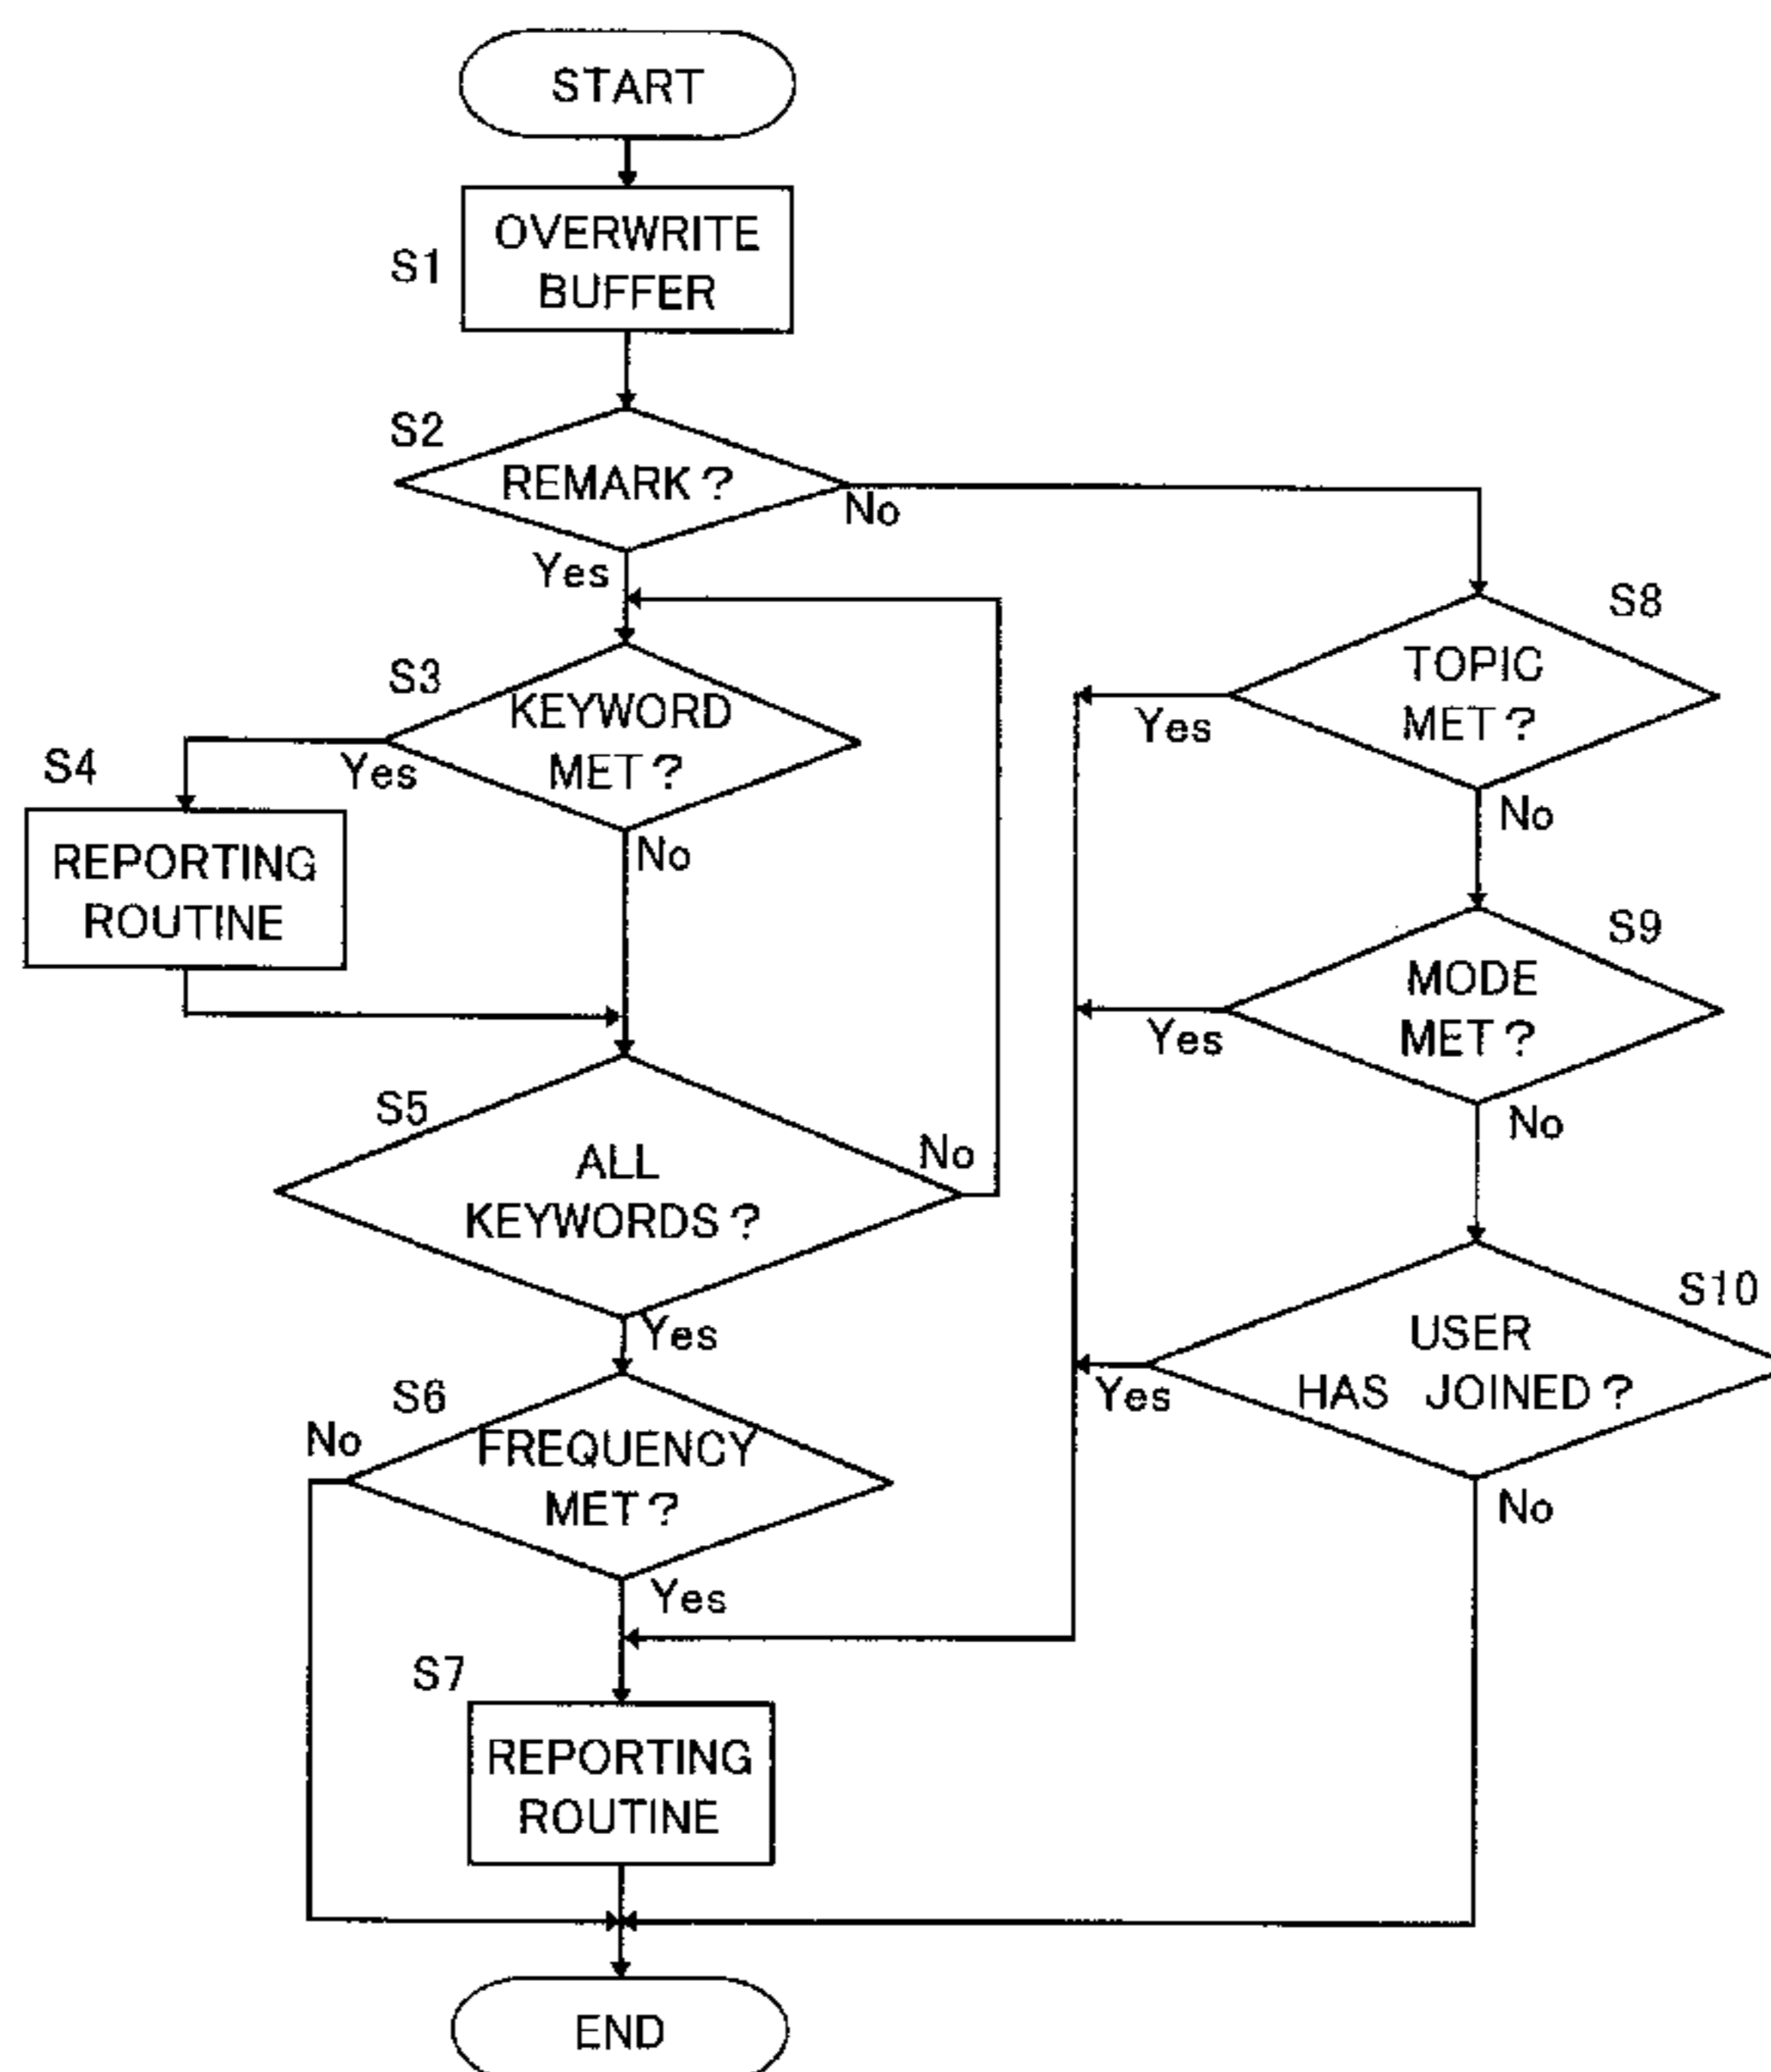 START
S1
OVERWRITE
BUFFER
S2
REMARK?
No
Yes
S3
KEYWORD
MET?
Yes
No
S4
REPORTING
ROUTINE
S5
ALL
KEYWORDS?
No
Yes
S6
FREQUENCY
MET?
No
Yes
S7
REPORTING
ROUTINE
S8
TOPIC
MET?
Yes
No
S9
MODE
MET?
Yes
No
S10
USER
HAS JOINED?
Yes
No
END